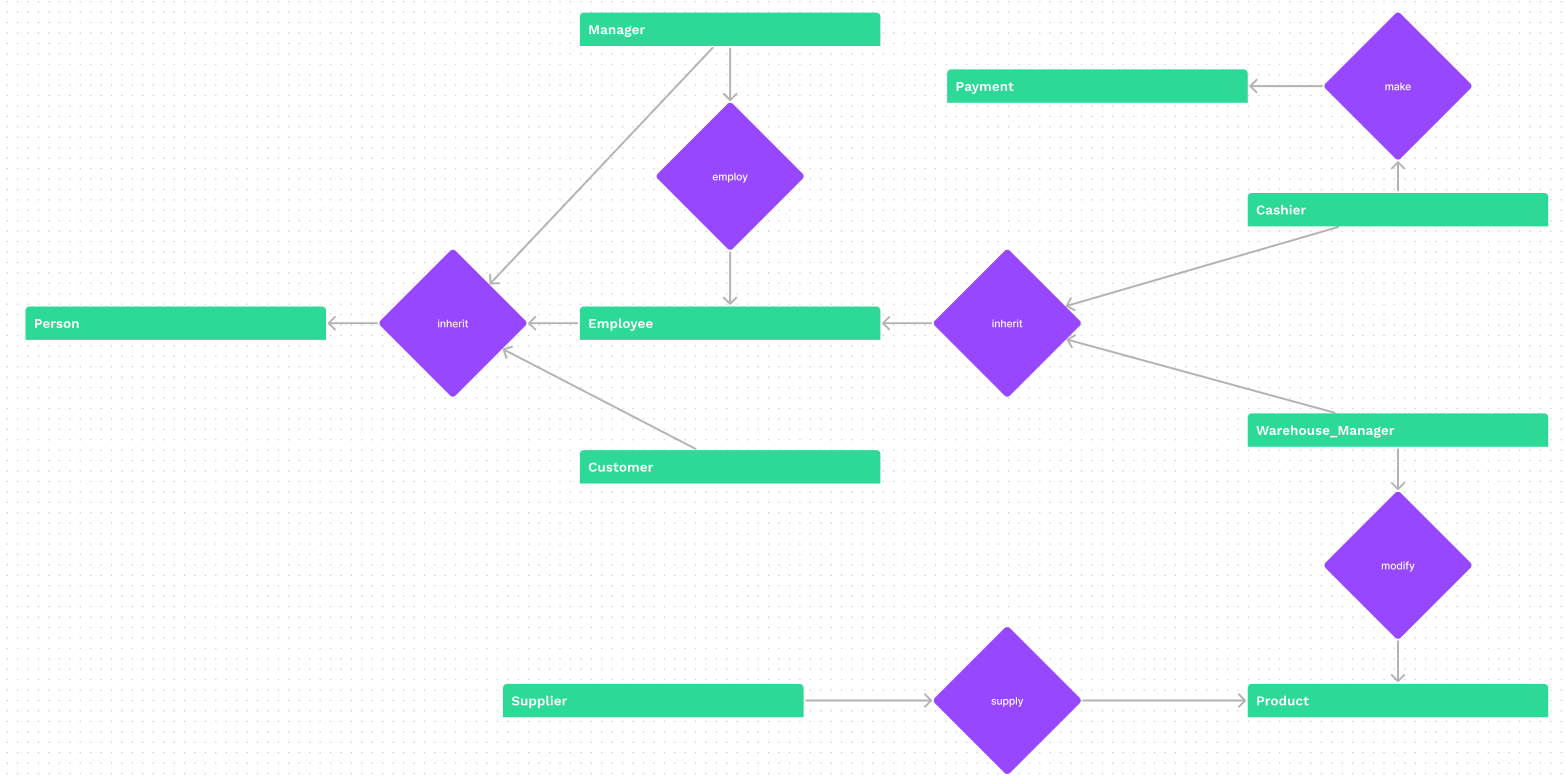 Manager
Payment
make
employ
Cashier
Person
inherit
Employee
inherit
Warehouse_Manager
Customer
modify
Supplier
supply
Product